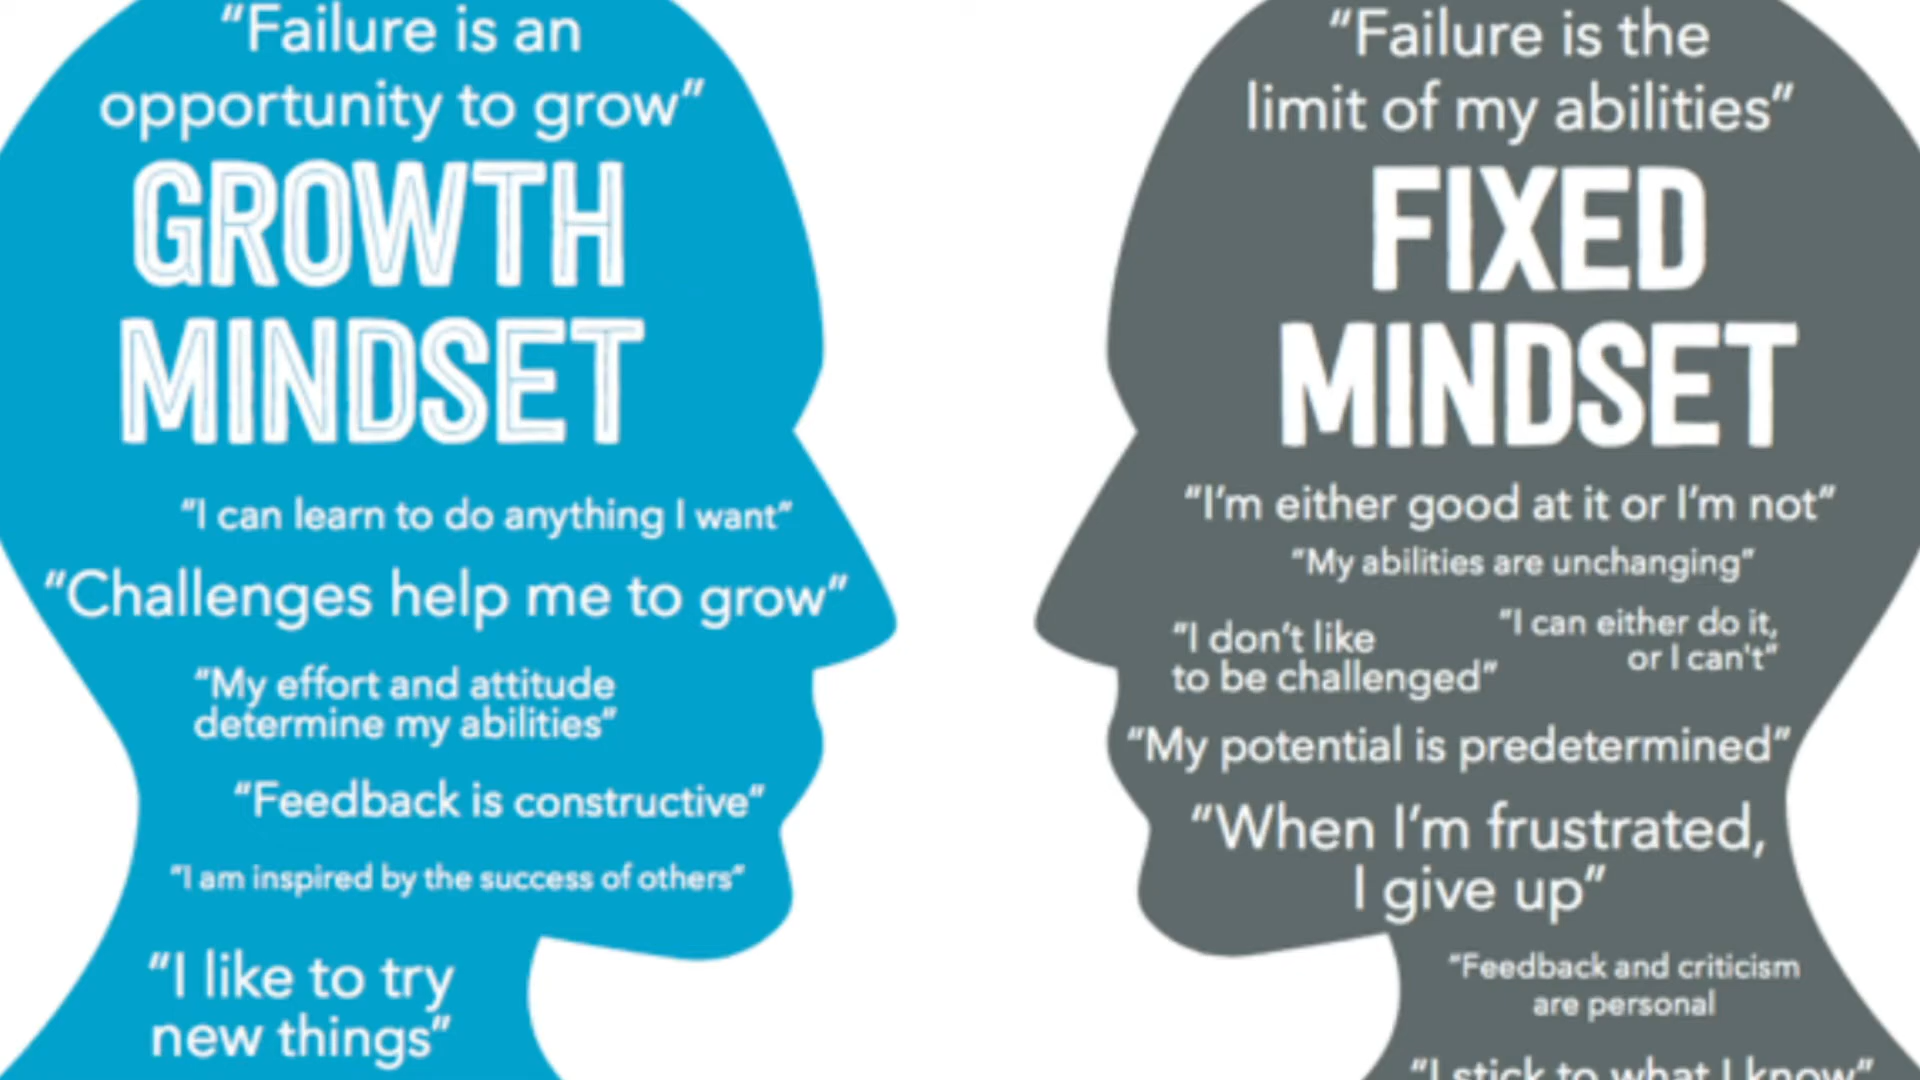 “Failure is an
opportunity to grow”
GROWTH
MINDSET
“I can learn to do anything I want”
“Challenges help me to grow”
“My effort and attitude
determine my abilities”
“Feedback is constructive”
“I am inspired by the success of others”
“I like to try
new things”
“Failure is the
limit of my abilities”
FIXED
MINDSET
“I’m either good at it or I’m not”
“My abilities are unchanging”
“I don’t like
to be challenged”
“I can either do it,
or I can't”
“My potential is predetermined”
“When I’m frustrated,
I give up”
“Feedback and criticism
are personal
“I stick to what I know”